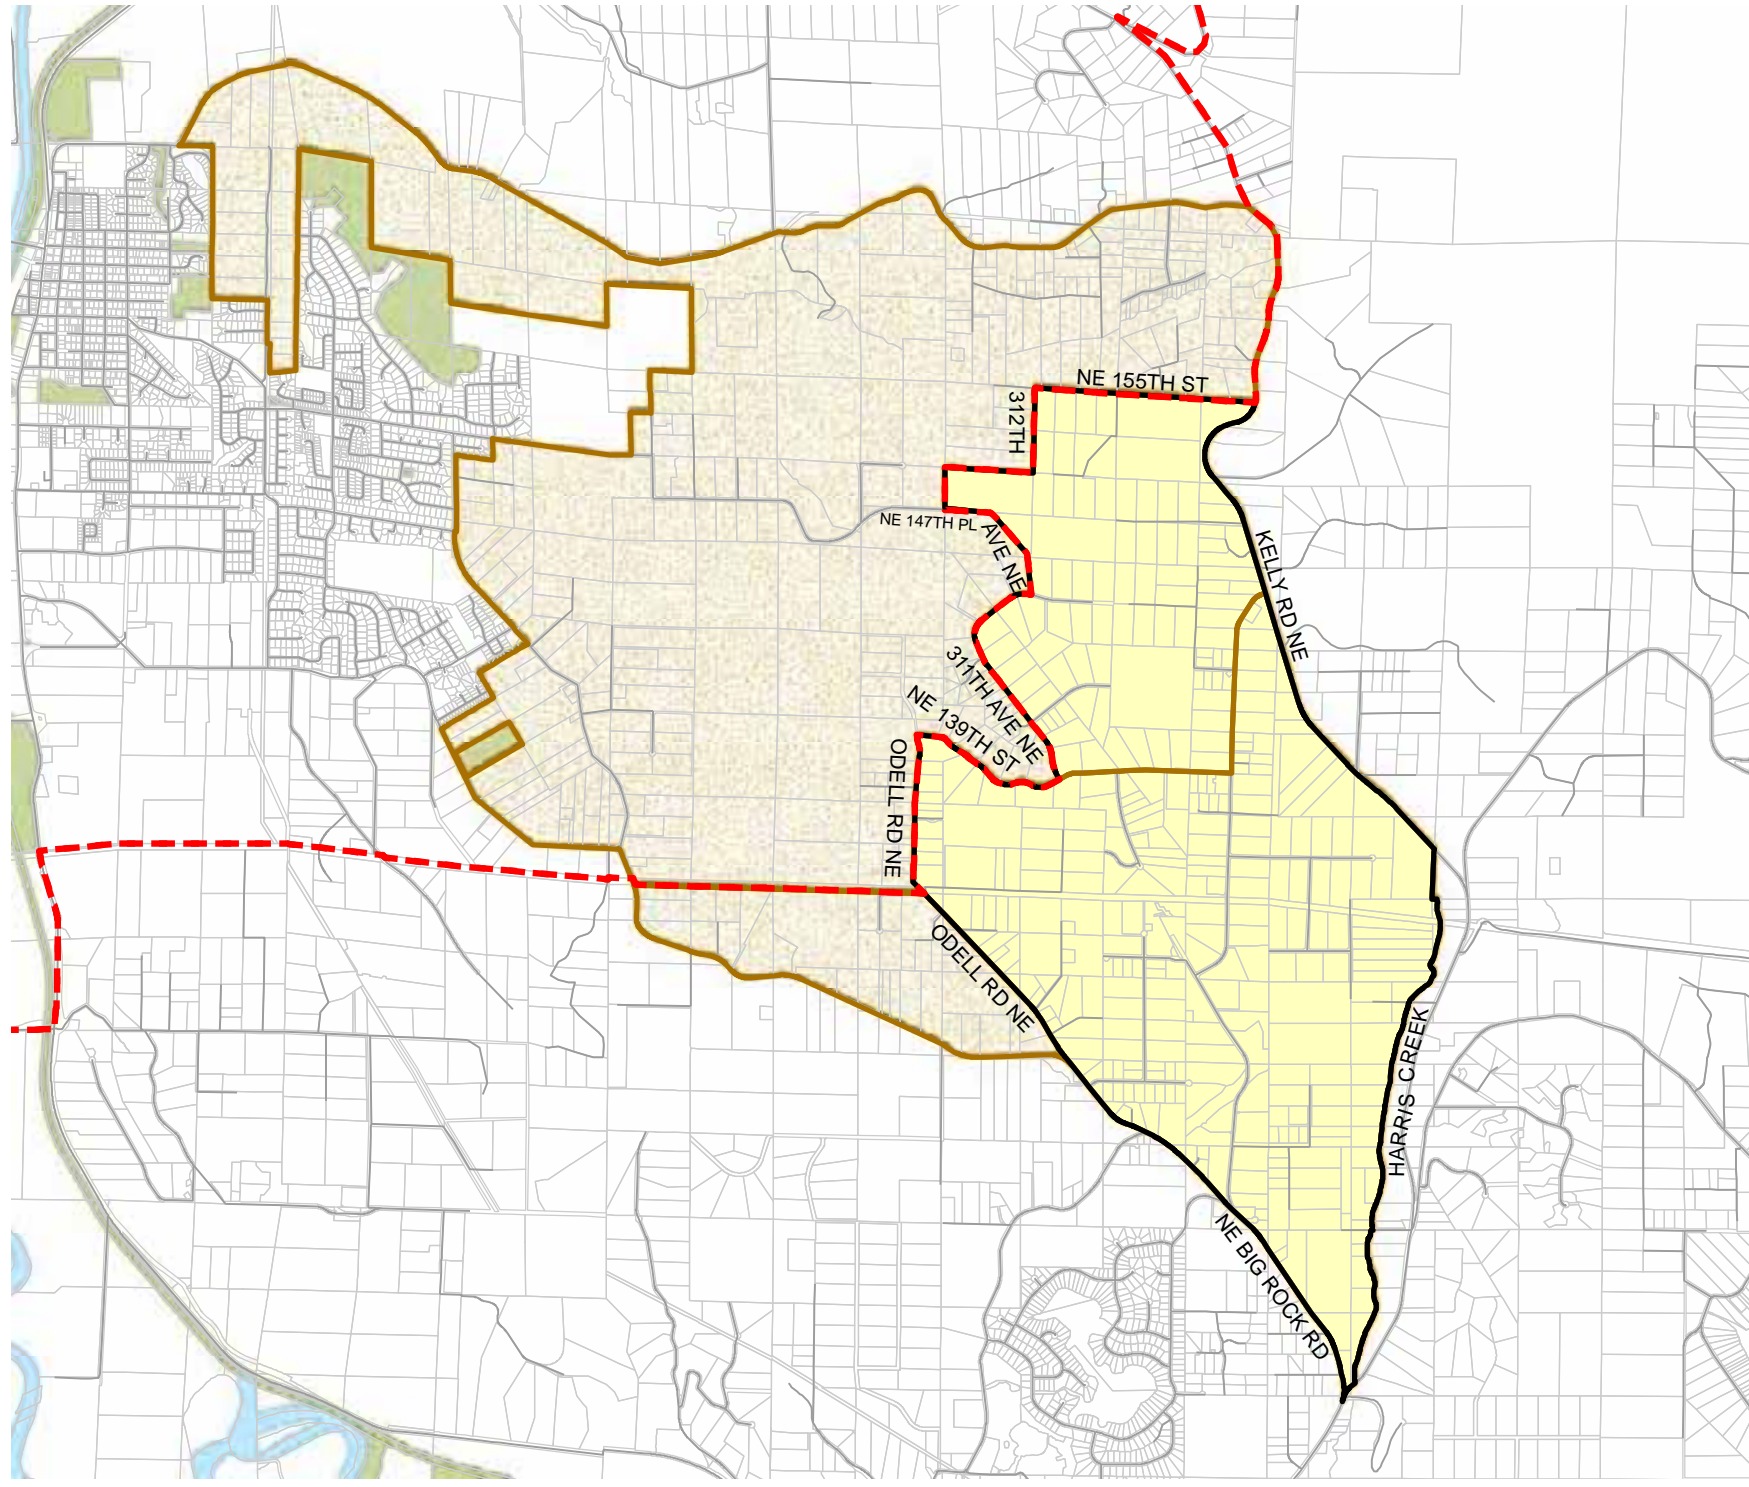 NE 155TH ST
312TH
NE 147TH PL
AVE NE
KELLY RD NE
311TH AVE NE
NE 139TH ST
ODELL RD NE
ODELL RD NE
HARRIS CREEK
NE BIG ROCK RD